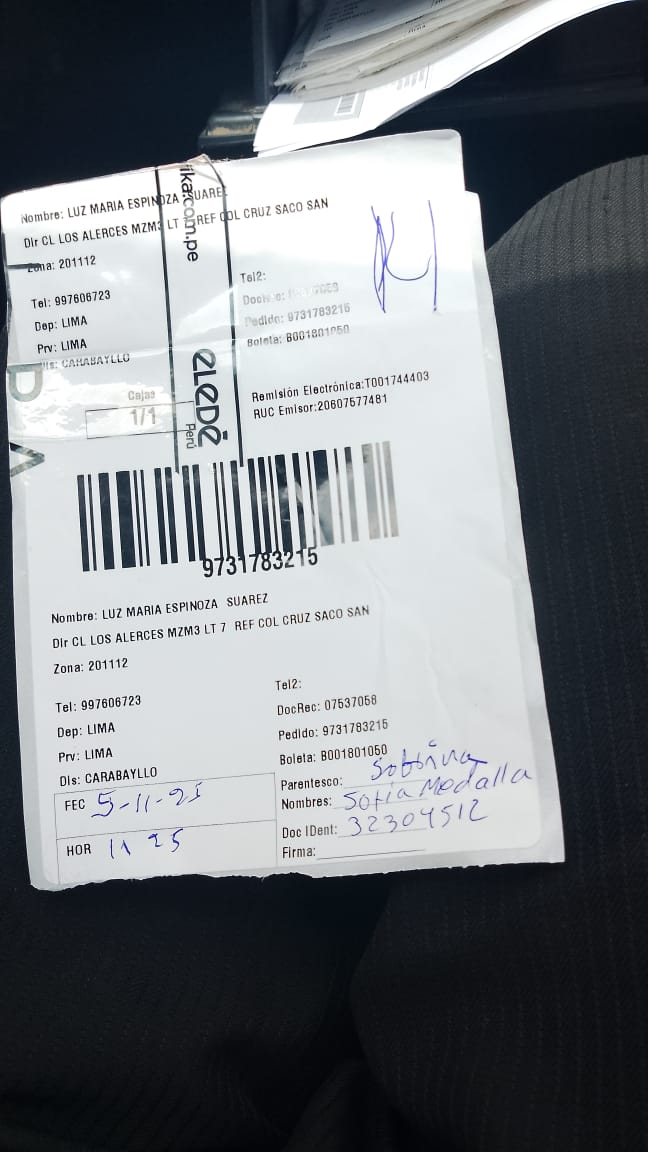 Nombre: LUZ MARIA ESPINOZA SUAREZ
Dir CL LOS ALERCES MZM3 LT REF COL CRUZ SACO SAN
Zona: 201112
Tel: 997606723
Dep: LIMA
Prv: LIMA
Dis: CARABAYLLO
Tel2:
Pedido: 9731783215
Boleta: B001801050
Cajas
1/1
Remisión Electrónica:T001744403
RUC Emisor:20607577481
ika.com.pe
eLeDé
Perú
9731783215
Nombre: LUZ MARIA ESPINOZA SUAREZ
Dir CL LOS ALERCES MZM3 LT 7 REF COL CRUZ SACO SAN
Zona: 201112
Tel: 997606723
Dep: LIMA
Prv: LIMA
Dis: CARABAYLLO
Tel2:
DocRec: 07537058
Pedido: 9731783215
Boleta: B001801050
Parentesco: Sobrina
Nombres: Sofia Medalla
Doc IDent: 32304512
Firma:
FEC 5-11-25
HOR 11 25